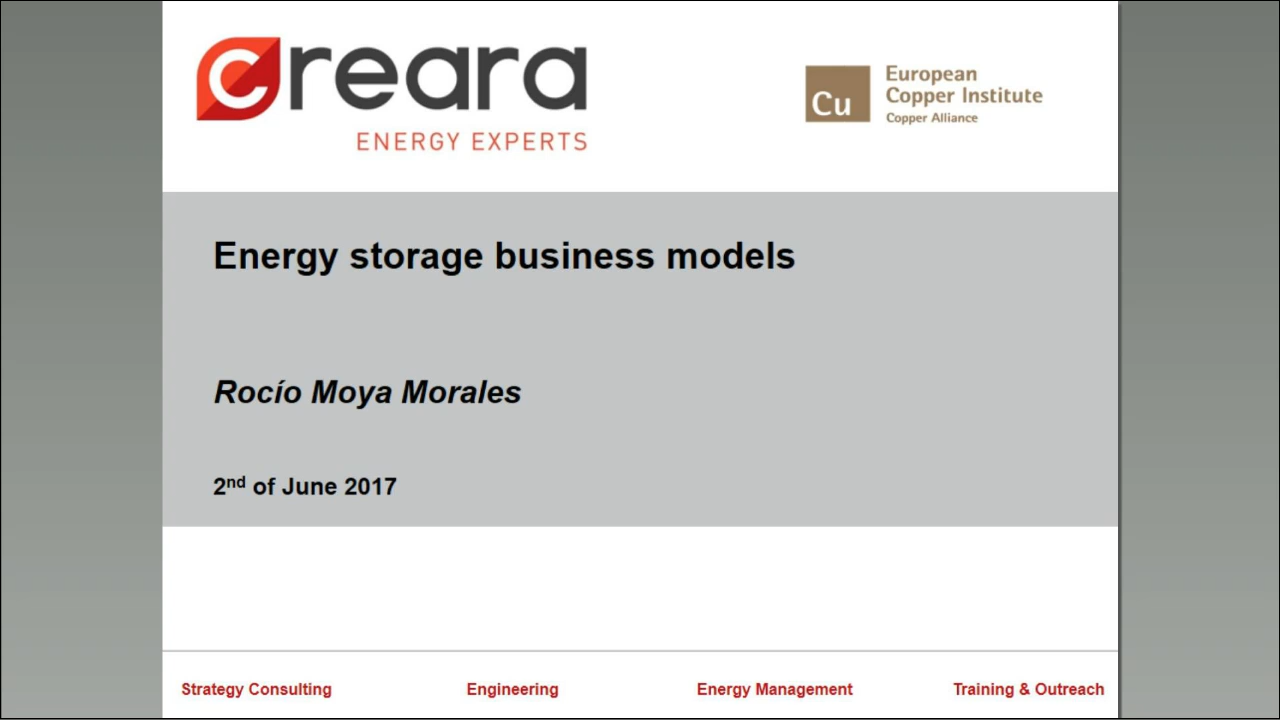 creara
ENERGY EXPERTS
Cu
European
Copper Institute
Copper Alliance
Energy storage business models
Rocío Moya Morales
2nd of June 2017
Strategy Consulting
Engineering
Energy Management
Training & Outreach